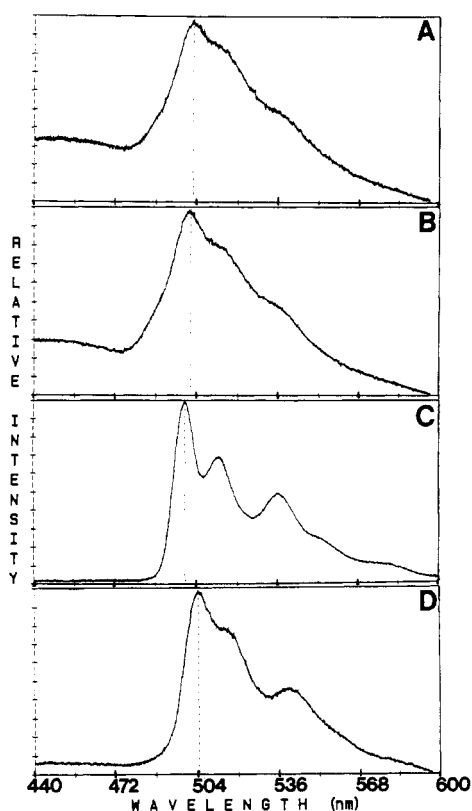 A
B
C
D
RELATIVE
INTENSITY
440 472 504 536 568 600
WAVELENGTH (nm)